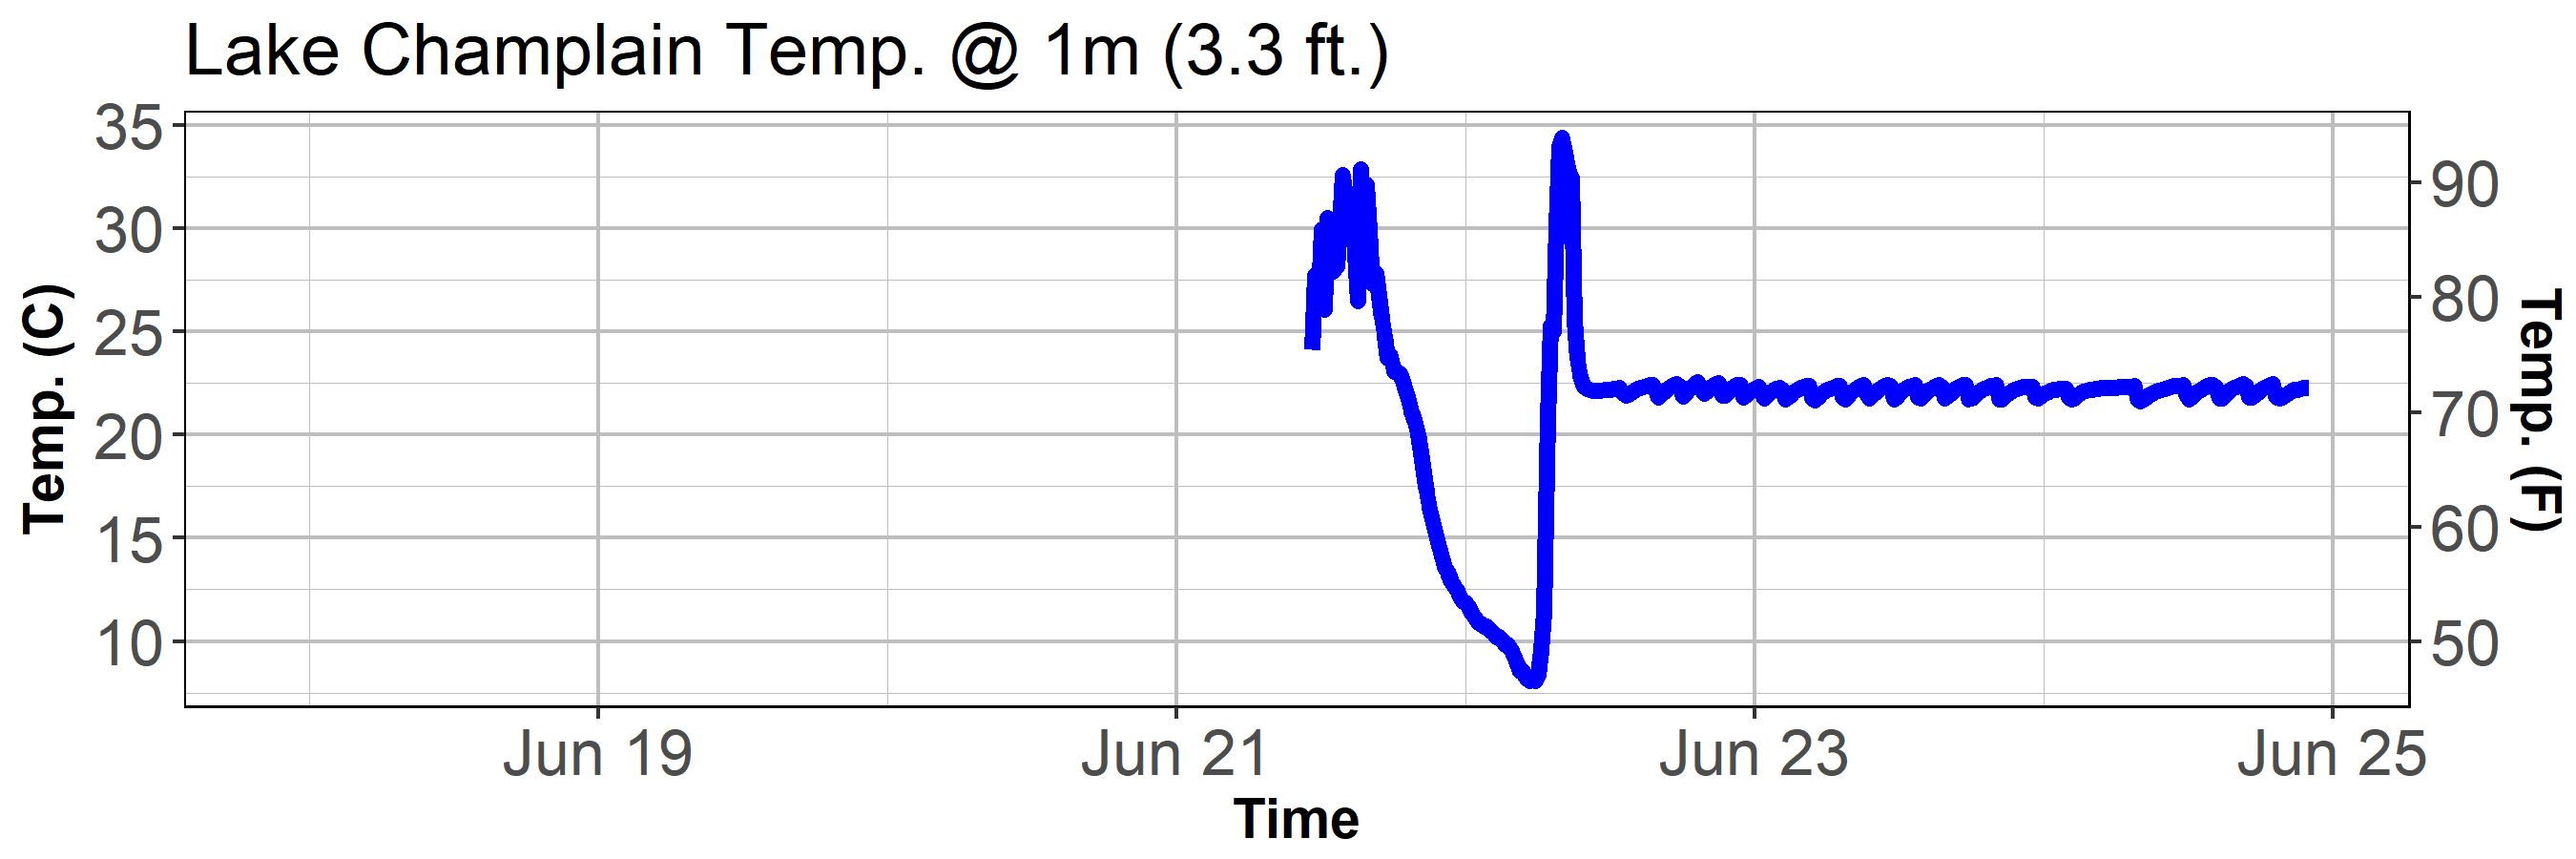 Lake Champlain Temp. @ 1m (3.3 ft.)
35
30
25
20
15
10
Temp. (C)
90
80
70
60
50
Temp. (F)
Jun 19
Jun 21
Jun 23
Jun 25
Time